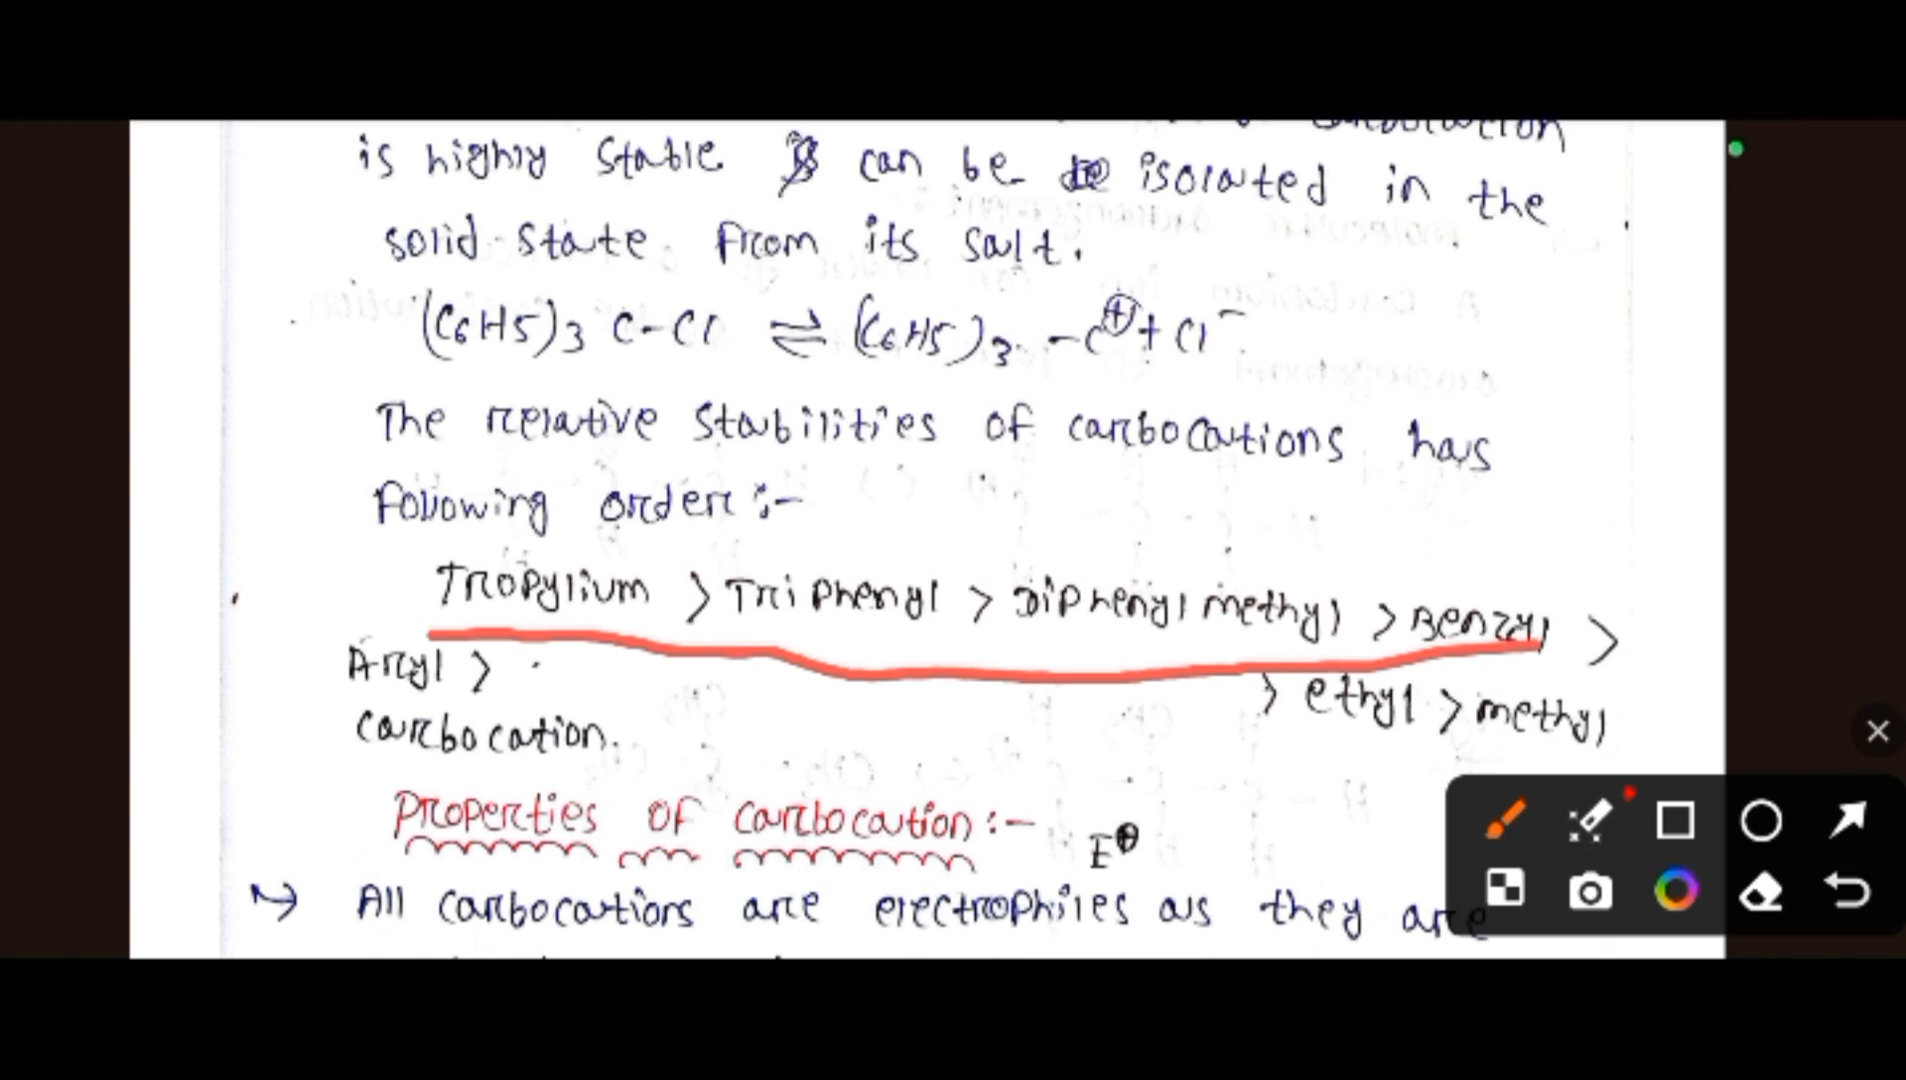 is highly stable & can be isolated in the
solid state from its salt.
(C6H5)3 C-Cl ⇌ (C6H5)3 -C⊕ + Cl⁻
The relative stabilities of carbocations has
following order :-
Tropylium > Triphenyl > Diphenyl methyl > Benzyl >
Aryl > > ethyl > methyl
carbocation.
Properties of carbocation :-
E⊕
→ All carbocations are electrophiles as they are